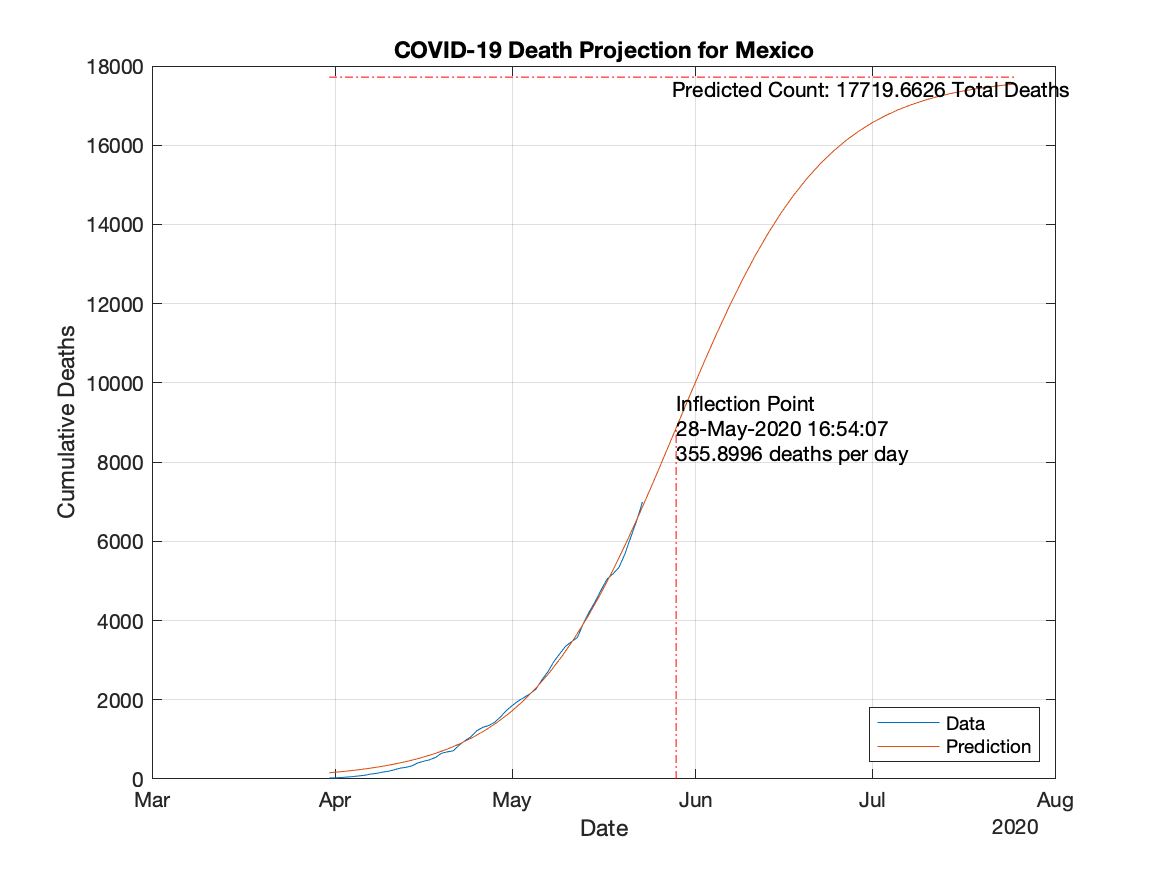 COVID-19 Death Projection for Mexico
18000
Predicted Count: 17719.6626 Total Deaths
16000
14000
12000
10000
Inflection Point
28-May-2020 16:54:07
355.8996 deaths per day
8000
6000
4000
2000
0
Cumulative Deaths
Data
Prediction
Mar Apr May Jun Jul Aug
Date
2020